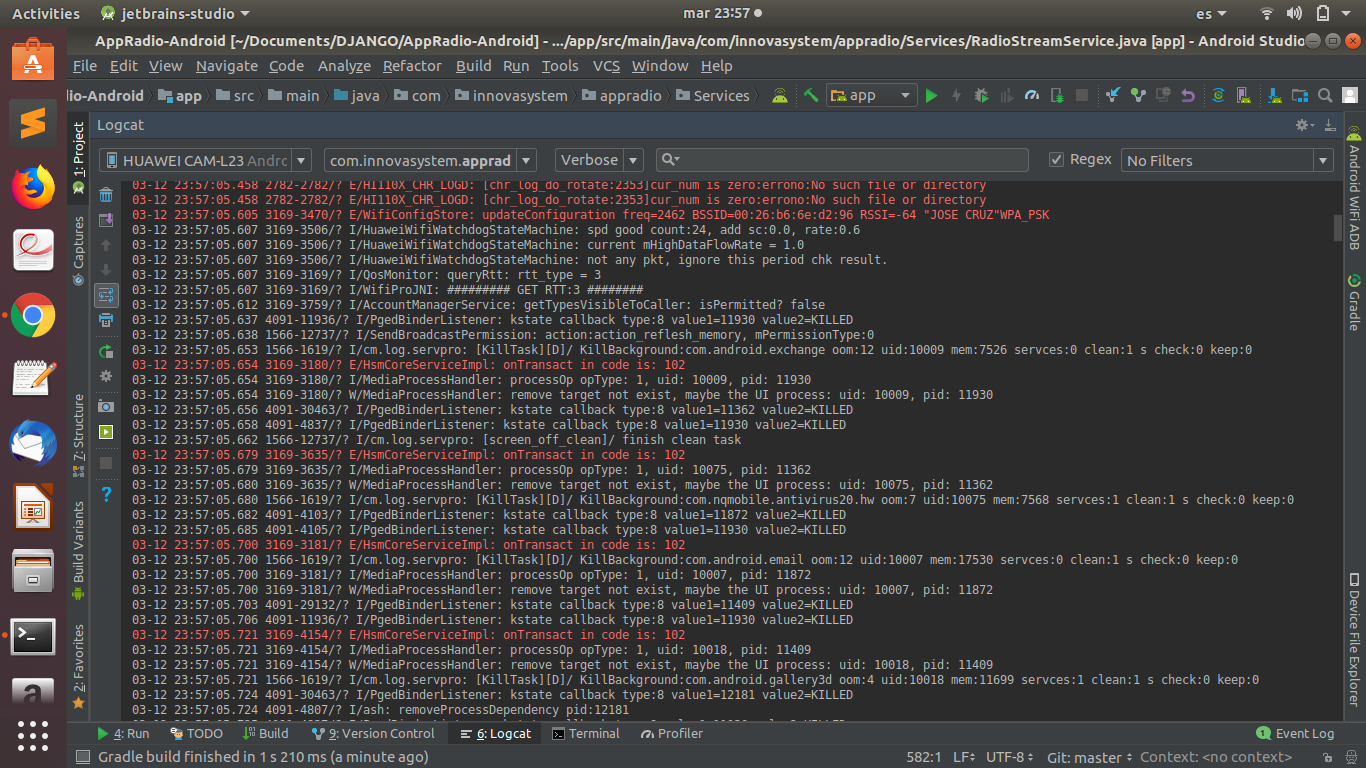 Activities jetbrains-studio mar 23:57 es
AppRadio-Android [~/Documents/DJANGO/AppRadio-Android] - .../app/src/main/java/com/innovasystem/appradio/Services/RadioStreamService.java [app] - Android Studio
File Edit View Navigate Code Analyze Refactor Build Run Tools VCS Window Help
dio-Android app src main java com innovasystem appradio Services app
Logcat
HUAWEI CAM-L23 Andro com.innovasystem.apprad Verbose Regex No Filters
03-12 23:57:05.458 2782-2782/? E/HI110X_CHR_LOGD: [chr_log_do_rotate:2353]cur_num is zero:errono:No such file or directory
03-12 23:57:05.458 2782-2782/? E/HI110X_CHR_LOGD: [chr_log_do_rotate:2353]cur_num is zero:errono:No such file or directory
03-12 23:57:05.605 3169-3470/? E/WifiConfigStore: updateConfiguration freq=2462 BSSID=00:26:b6:6e:d2:96 RSSI=-64 "JOSE CRUZ"WPA_PSK
03-12 23:57:05.607 3169-3506/? I/HuaweiWifiWatchdogStateMachine: spd good count:24, add sc:0.0, rate:0.6
03-12 23:57:05.607 3169-3506/? I/HuaweiWifiWatchdogStateMachine: current mHighDataFlowRate = 1.0
03-12 23:57:05.607 3169-3506/? I/HuaweiWifiWatchdogStateMachine: not any pkt, ignore this period chk result.
03-12 23:57:05.607 3169-3169/? I/QosMonitor: queryRtt: rtt_type = 3
03-12 23:57:05.607 3169-3169/? I/WifiProJNI: ######### GET RTT:3 ########
03-12 23:57:05.612 3169-3759/? I/AccountManagerService: getTypesVisibleToCaller: isPermitted? false
03-12 23:57:05.637 4091-11936/? I/PgedBinderListener: kstate callback type:8 value1=11930 value2=KILLED
03-12 23:57:05.638 1566-12737/? I/SendBroadcastPermission: action:action_reflesh_memory, mPermissionType:0
03-12 23:57:05.653 1566-1619/? I/cm.log.servpro: [KillTask][D]/ KillBackground:com.android.exchange oom:12 uid:10009 mem:7526 servces:0 clean:1 s check:0 keep:0
03-12 23:57:05.654 3169-3180/? E/HsmCoreServiceImpl: onTransact in code is: 102
03-12 23:57:05.654 3169-3180/? I/MediaProcessHandler: processOp opType: 1, uid: 10009, pid: 11930
03-12 23:57:05.654 3169-3180/? W/MediaProcessHandler: remove target not exist, maybe the UI process: uid: 10009, pid: 11930
03-12 23:57:05.656 4091-30463/? I/PgedBinderListener: kstate callback type:8 value1=11362 value2=KILLED
03-12 23:57:05.658 4091-4837/? I/PgedBinderListener: kstate callback type:8 value1=11930 value2=KILLED
03-12 23:57:05.662 1566-12737/? I/cm.log.servpro: [screen_off_clean]/ finish clean task
03-12 23:57:05.679 3169-3635/? E/HsmCoreServiceImpl: onTransact in code is: 102
03-12 23:57:05.679 3169-3635/? I/MediaProcessHandler: processOp opType: 1, uid: 10075, pid: 11362
03-12 23:57:05.680 3169-3635/? W/MediaProcessHandler: remove target not exist, maybe the UI process: uid: 10075, pid: 11362
03-12 23:57:05.680 1566-1619/? I/cm.log.servpro: [KillTask][D]/ KillBackground:com.nqmobile.antivirus20.hw oom:7 uid:10075 mem:7568 servces:1 clean:1 s check:0 keep:0
03-12 23:57:05.682 4091-4103/? I/PgedBinderListener: kstate callback type:8 value1=11872 value2=KILLED
03-12 23:57:05.685 4091-4105/? I/PgedBinderListener: kstate callback type:8 value1=11930 value2=KILLED
03-12 23:57:05.700 3169-3181/? E/HsmCoreServiceImpl: onTransact in code is: 102
03-12 23:57:05.700 1566-1619/? I/cm.log.servpro: [KillTask][D]/ KillBackground:com.android.email oom:12 uid:10007 mem:17530 servces:0 clean:1 s check:0 keep:0
03-12 23:57:05.700 3169-3181/? I/MediaProcessHandler: processOp opType: 1, uid: 10007, pid: 11872
03-12 23:57:05.700 3169-3181/? W/MediaProcessHandler: remove target not exist, maybe the UI process: uid: 10007, pid: 11872
03-12 23:57:05.703 4091-29132/? I/PgedBinderListener: kstate callback type:8 value1=11409 value2=KILLED
03-12 23:57:05.706 4091-11936/? I/PgedBinderListener: kstate callback type:8 value1=11930 value2=KILLED
03-12 23:57:05.721 3169-4154/? E/HsmCoreServiceImpl: onTransact in code is: 102
03-12 23:57:05.721 3169-4154/? I/MediaProcessHandler: processOp opType: 1, uid: 10018, pid: 11409
03-12 23:57:05.721 3169-4154/? W/MediaProcessHandler: remove target not exist, maybe the UI process: uid: 10018, pid: 11409
03-12 23:57:05.721 1566-1619/? I/cm.log.servpro: [KillTask][D]/ KillBackground:com.android.gallery3d oom:4 uid:10018 mem:11699 servces:1 clean:1 s check:0 keep:0
03-12 23:57:05.724 4091-30463/? I/PgedBinderListener: kstate callback type:8 value1=12181 value2=KILLED
03-12 23:57:05.724 4091-4807/? I/ash: removeProcessDependency pid:12181
1: Project
Captures
7: Structure
Build Variants
2: Favorites
Android WiFi ADB
Gradle
Device File Explorer
4: Run TODO Build 9: Version Control 6: Logcat Terminal Profiler 1 Event Log
Gradle build finished in 1 s 210 ms (a minute ago) 582:1 LF UTF-8 Git: master Context: <no context>